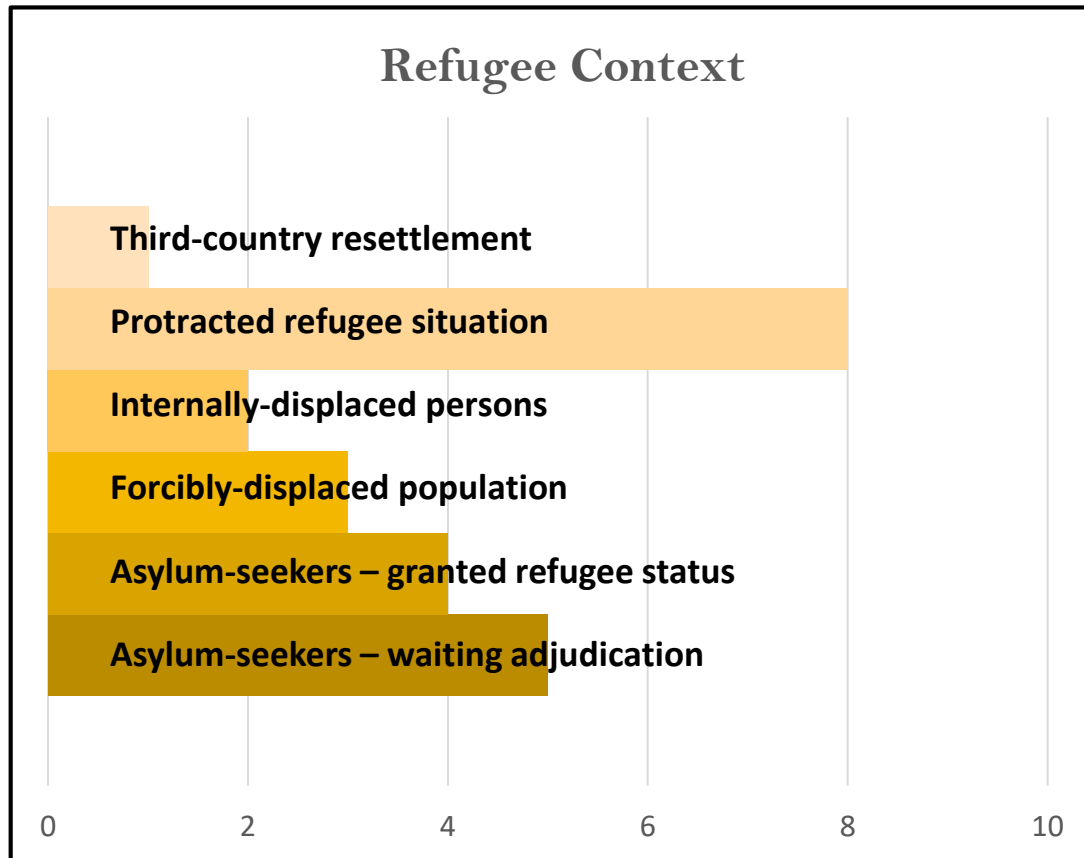 Refugee Context
Third-country resettlement
Protracted refugee situation
Internally-displaced persons
Forcibly-displaced population
Asylum-seekers – granted refugee status
Asylum-seekers – waiting adjudication
0 2 4 6 8 10